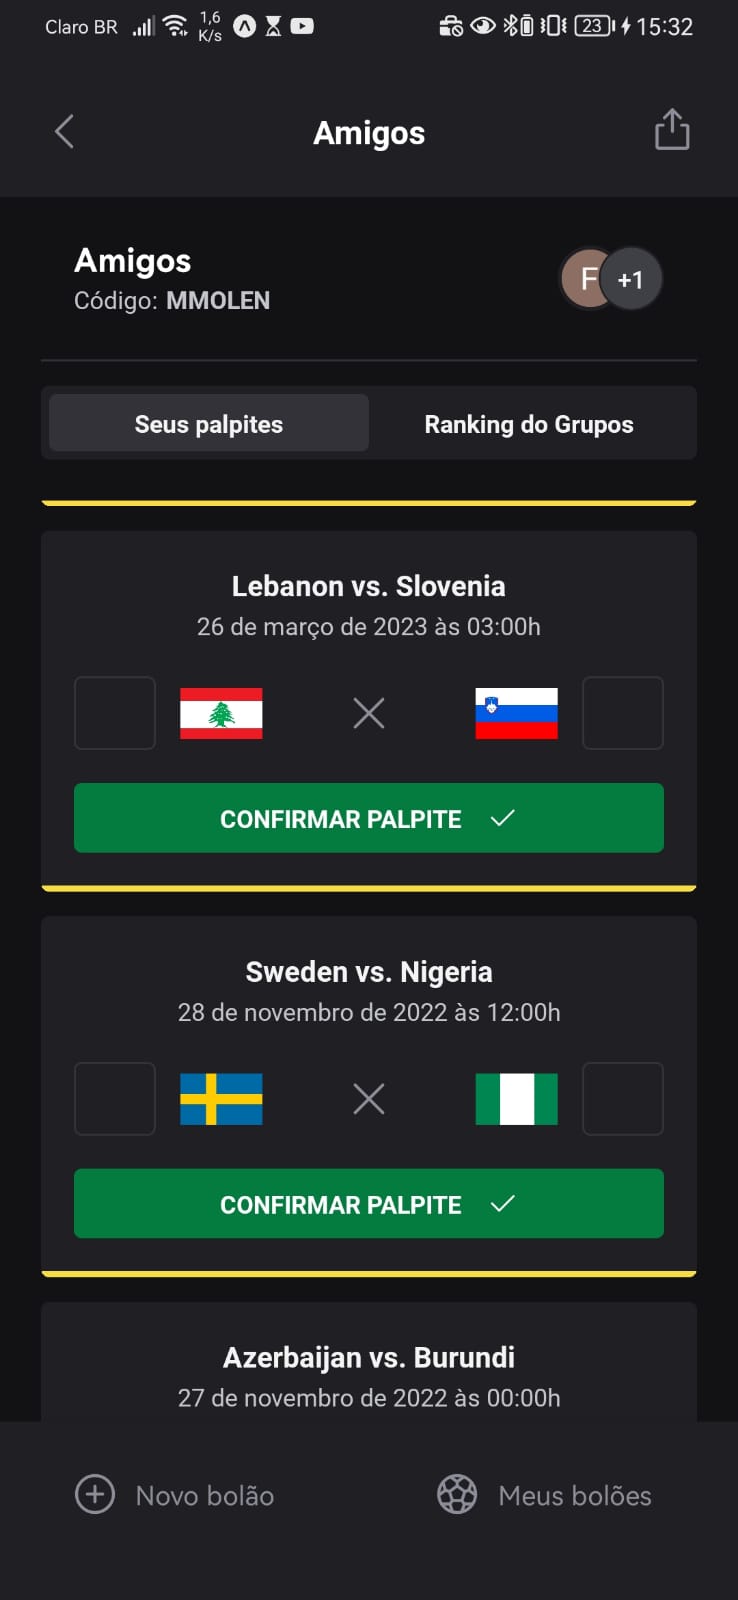 Claro BR 1,6 K/s 23 15:32
Amigos
Amigos
Código: MMOLEN
F +1
Seus palpites Ranking do Grupos
Lebanon vs. Slovenia
26 de março de 2023 às 03:00h
CONFIRMAR PALPITE
Sweden vs. Nigeria
28 de novembro de 2022 às 12:00h
CONFIRMAR PALPITE
Azerbaijan vs. Burundi
27 de novembro de 2022 às 00:00h
Novo bolão Meus bolões